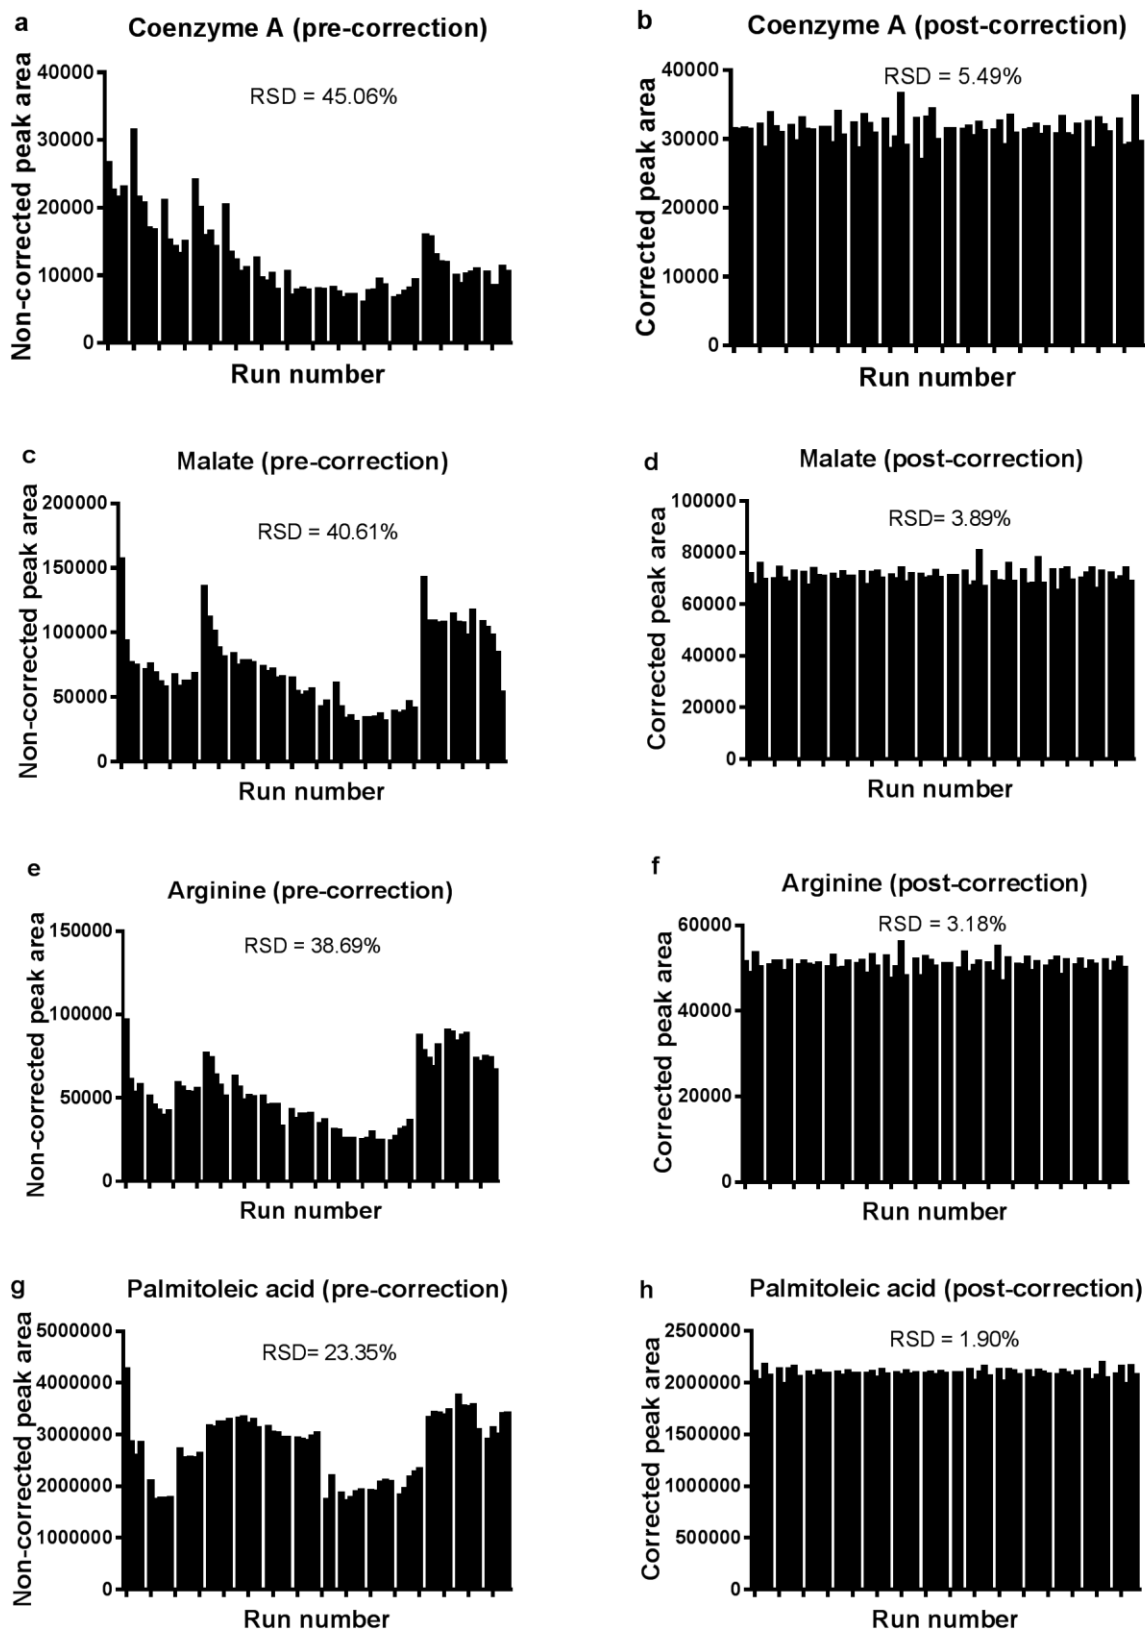 a
Coenzyme A (pre-correction)
Non-corrected peak area
40000
30000
20000
10000
0
RSD = 45.06%
Run number
b
Coenzyme A (post-correction)
Corrected peak area
40000
30000
20000
10000
0
RSD = 5.49%
Run number
c
Malate (pre-correction)
Non-corrected peak area
200000
150000
100000
50000
0
RSD = 40.61%
Run number
d
Malate (post-correction)
Corrected peak area
100000
80000
60000
40000
20000
0
RSD= 3.89%
Run number
e
Arginine (pre-correction)
Non-corrected peak area
150000
100000
50000
0
RSD = 38.69%
Run number
f
Arginine (post-correction)
Corrected peak area
60000
40000
20000
0
RSD = 3.18%
Run number
g
Palmitoleic acid (pre-correction)
Non-corrected peak area
5000000
4000000
3000000
2000000
1000000
0
RSD= 23.35%
Run number
h
Palmitoleic acid (post-correction)
Corrected peak area
2500000
2000000
1500000
1000000
500000
0
RSD = 1.90%
Run number